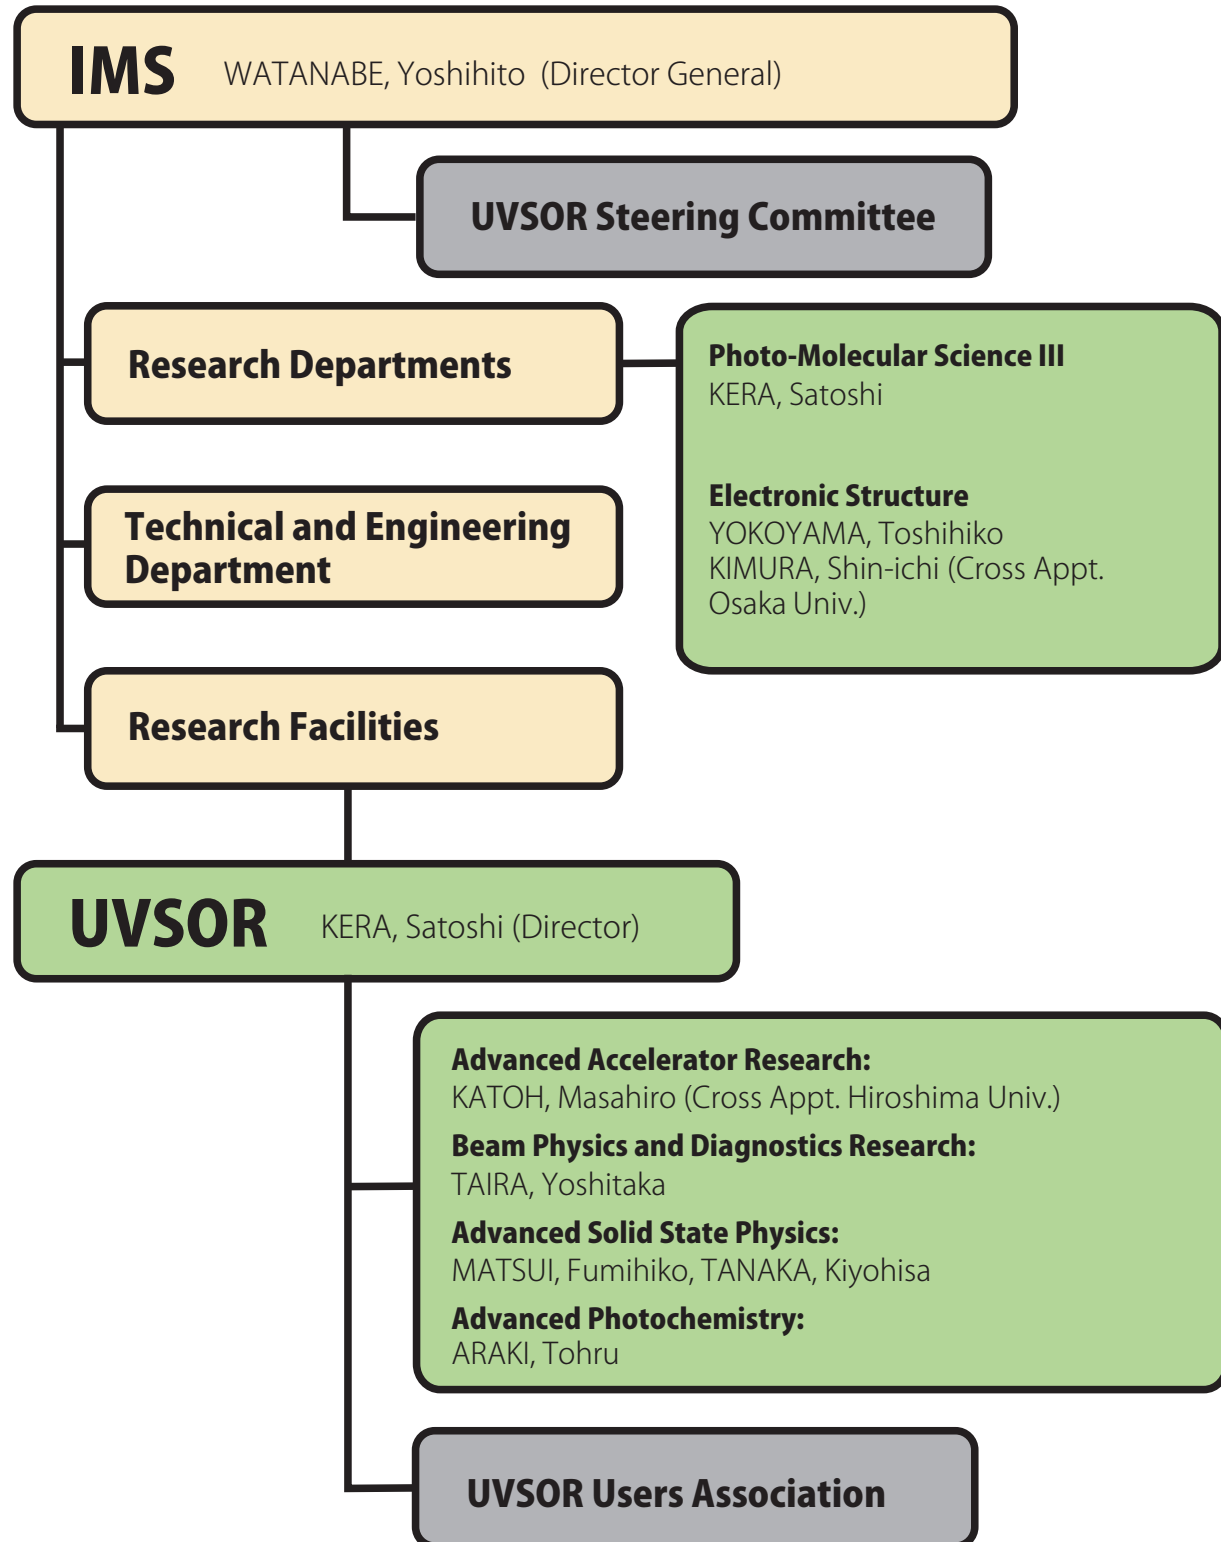 IMS WATANABE, Yoshihito (Director General)
UVSOR Steering Committee
Research Departments
Photo-Molecular Science III
KERA, Satoshi
Electronic Structure
YOKOYAMA, Toshihiko
KIMURA, Shin-ichi (Cross Appt.
Osaka Univ.)
Technical and Engineering
Department
Research Facilities
UVSOR KERA, Satoshi (Director)
Advanced Accelerator Research:
KATOH, Masahiro (Cross Appt. Hiroshima Univ.)
Beam Physics and Diagnostics Research:
TAIRA, Yoshitaka
Advanced Solid State Physics:
MATSUI, Fumihiko, TANAKA, Kiyohisa
Advanced Photochemistry:
ARAKI, Tohru
UVSOR Users Association